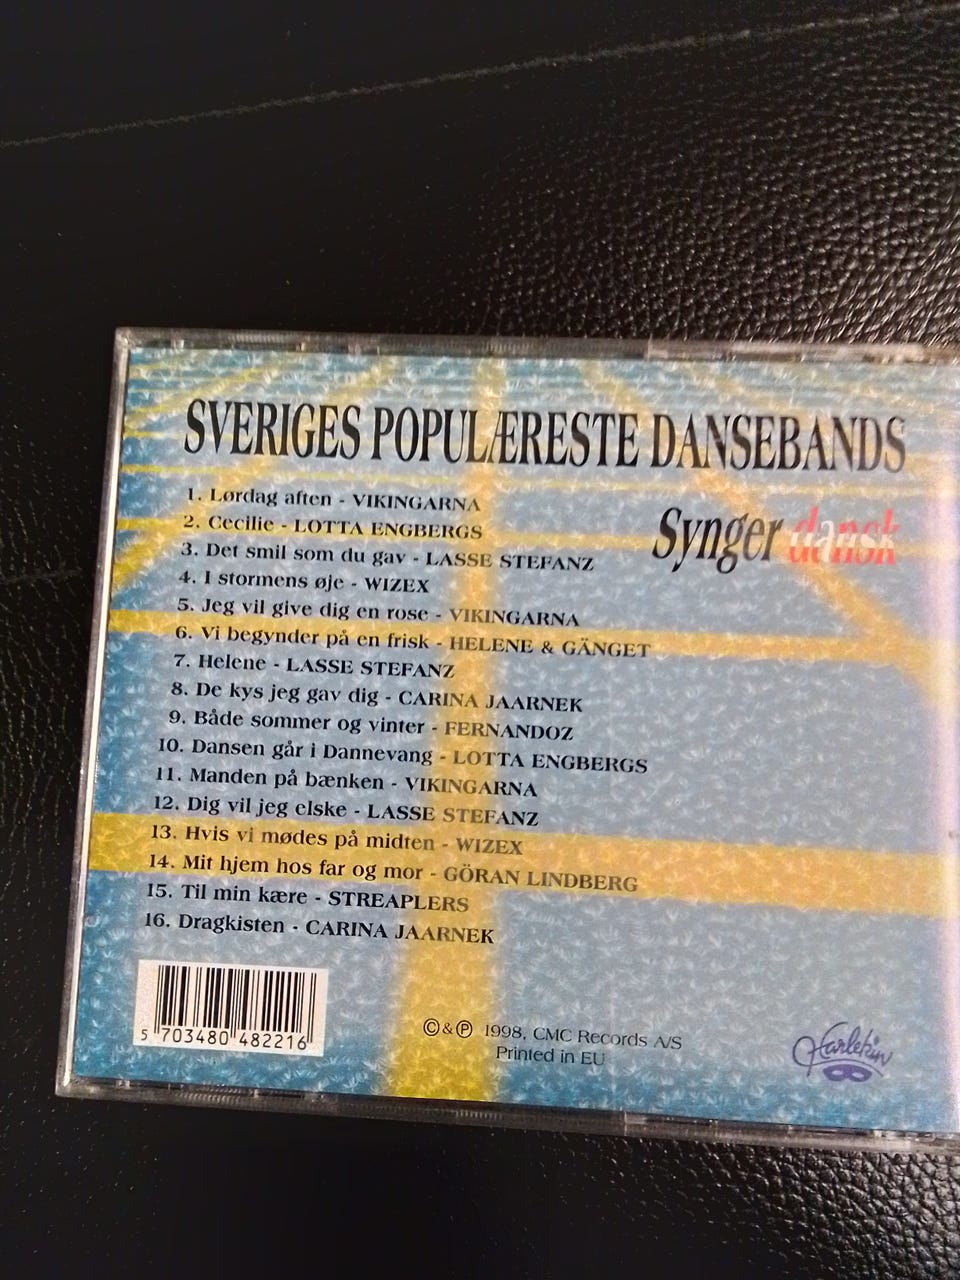 SVERIGES POPULÆRESTE DANSEBANDS
Synger dansk
1. Lørdag aften - VIKINGARNA
2. Cecilie - LOTTA ENGBERGS
3. Det smil som du gav - LASSE STEFANZ
4. I stormens øje - WIZEX
5. Jeg vil give dig en rose - VIKINGARNA
6. Vi begynder på en frisk - HELENE & GÄNGET
7. Helene - LASSE STEFANZ
8. De kys jeg gav dig - CARINA JAARNEK
9. Både sommer og vinter - FERNANDOZ
10. Dansen går i Dannevang - LOTTA ENGBERGS
11. Manden på bænken - VIKINGARNA
12. Dig vil jeg elske - LASSE STEFANZ
13. Hvis vi mødes på midten - WIZEX
14. Mit hjem hos far og mor - GÖRAN LINDBERG
15. Til min kære - STREAPLERS
16. Dragkisten - CARINA JAARNEK
5 703480 482216
©&℗ 1998, CMC Records A/S
Printed in EU
Harlekin